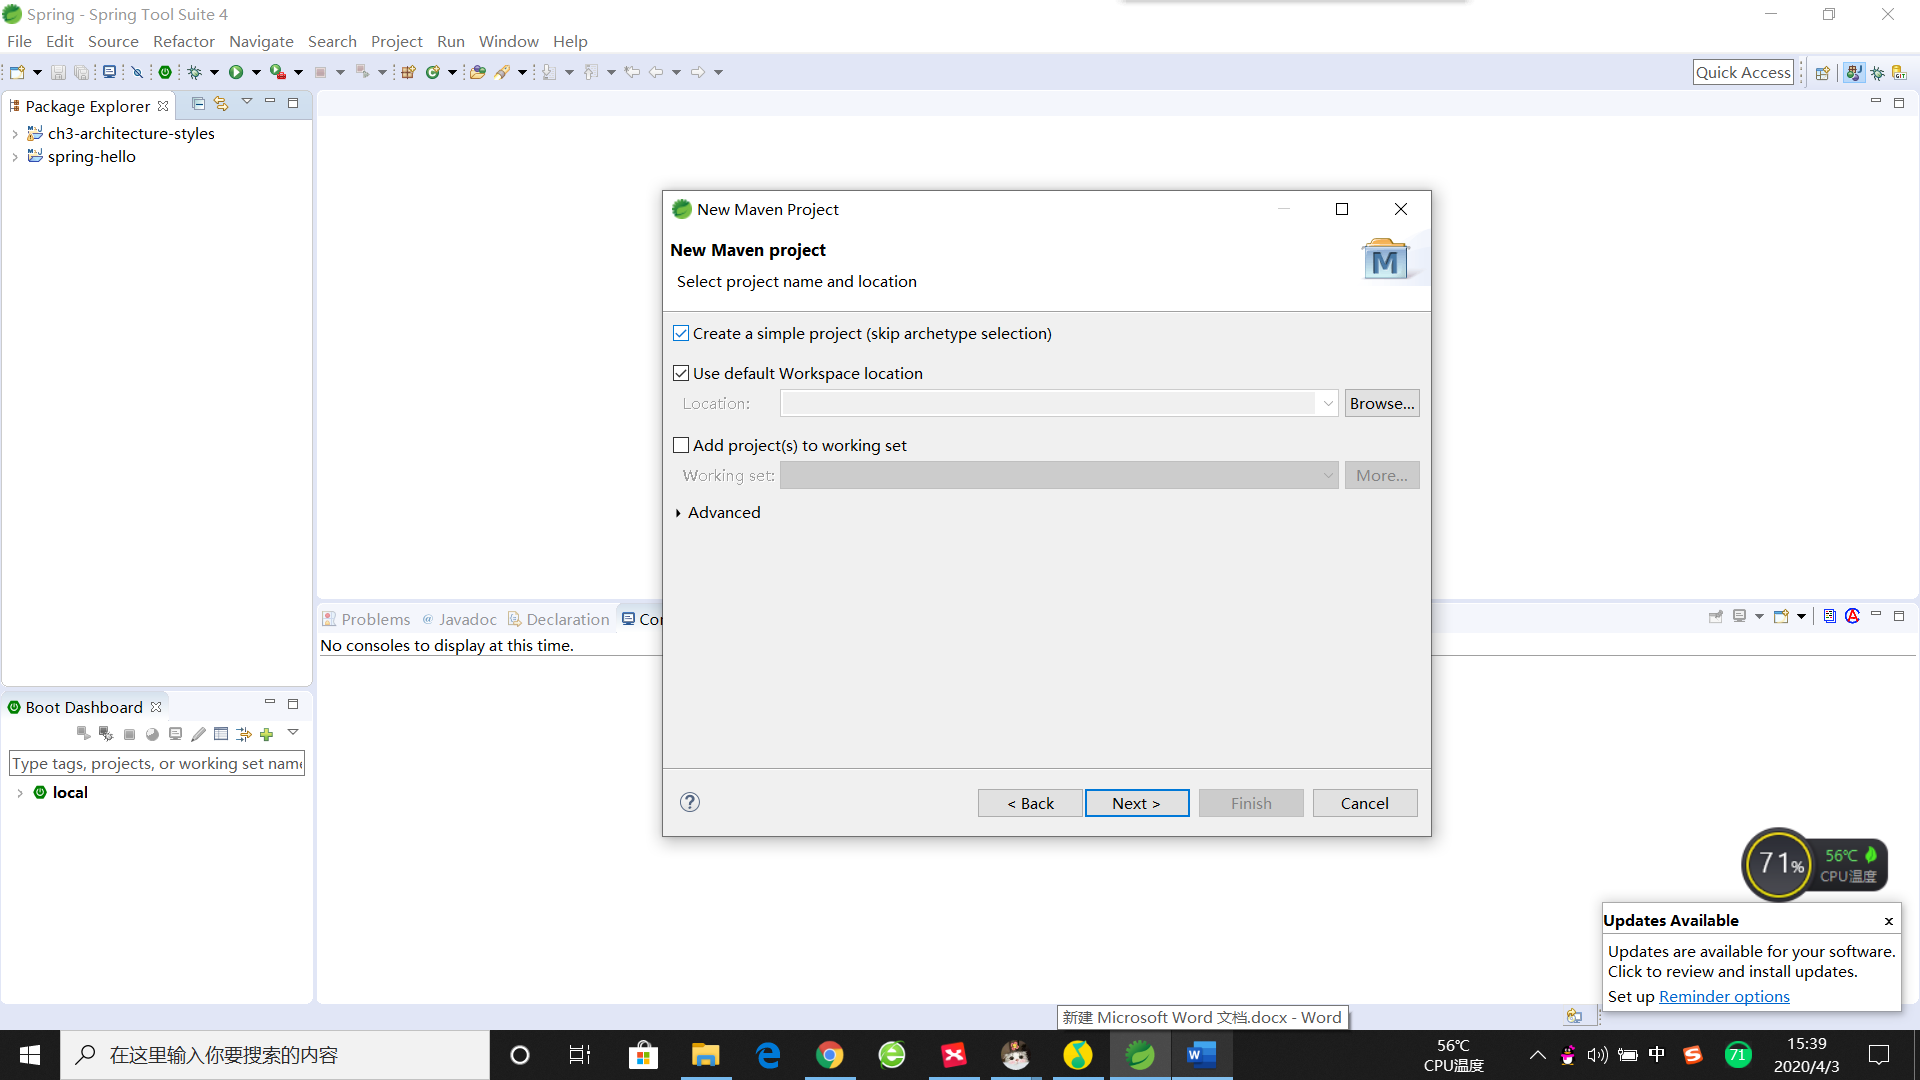 Spring - Spring Tool Suite 4
File Edit Source Refactor Navigate Search Project Run Window Help
Quick Access
Package Explorer
ch3-architecture-styles
spring-hello
New Maven Project
New Maven project
Select project name and location
M
Create a simple project (skip archetype selection)
Use default Workspace location
Location:
Browse...
Add project(s) to working set
Working set:
More...
Advanced
< Back
Next >
Finish
Cancel
Problems
@ Javadoc
Declaration
Con
No consoles to display at this time.
Boot Dashboard
Type tags, projects, or working set name
local
71%
56℃
CPU温度
Updates Available
x
Updates are available for your software.
Click to review and install updates.
Set up Reminder options
新建 Microsoft Word 文档.docx - Word
在这里输入你要搜索的内容
56℃
CPU温度
中
71
15:39
2020/4/3